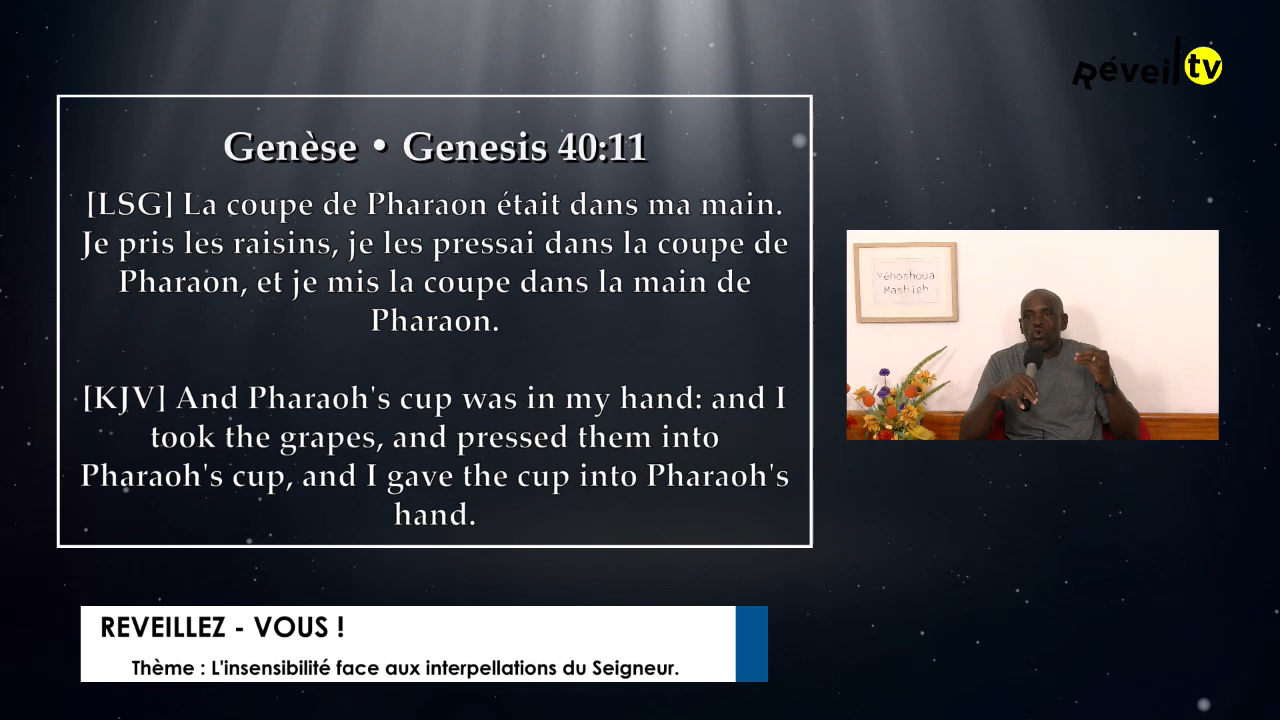 Réveil tv
Genèse • Genesis 40:11
[LSG] La coupe de Pharaon était dans ma main.
Je pris les raisins, je les pressai dans la coupe de
Pharaon, et je mis la coupe dans la main de
Pharaon.
[KJV] And Pharaoh's cup was in my hand: and I
took the grapes, and pressed them into
Pharaoh's cup, and I gave the cup into Pharaoh's
hand.
Yéhoshoua
Mashiah
REVEILLEZ - VOUS !
Thème : L'insensibilité face aux interpellations du Seigneur.